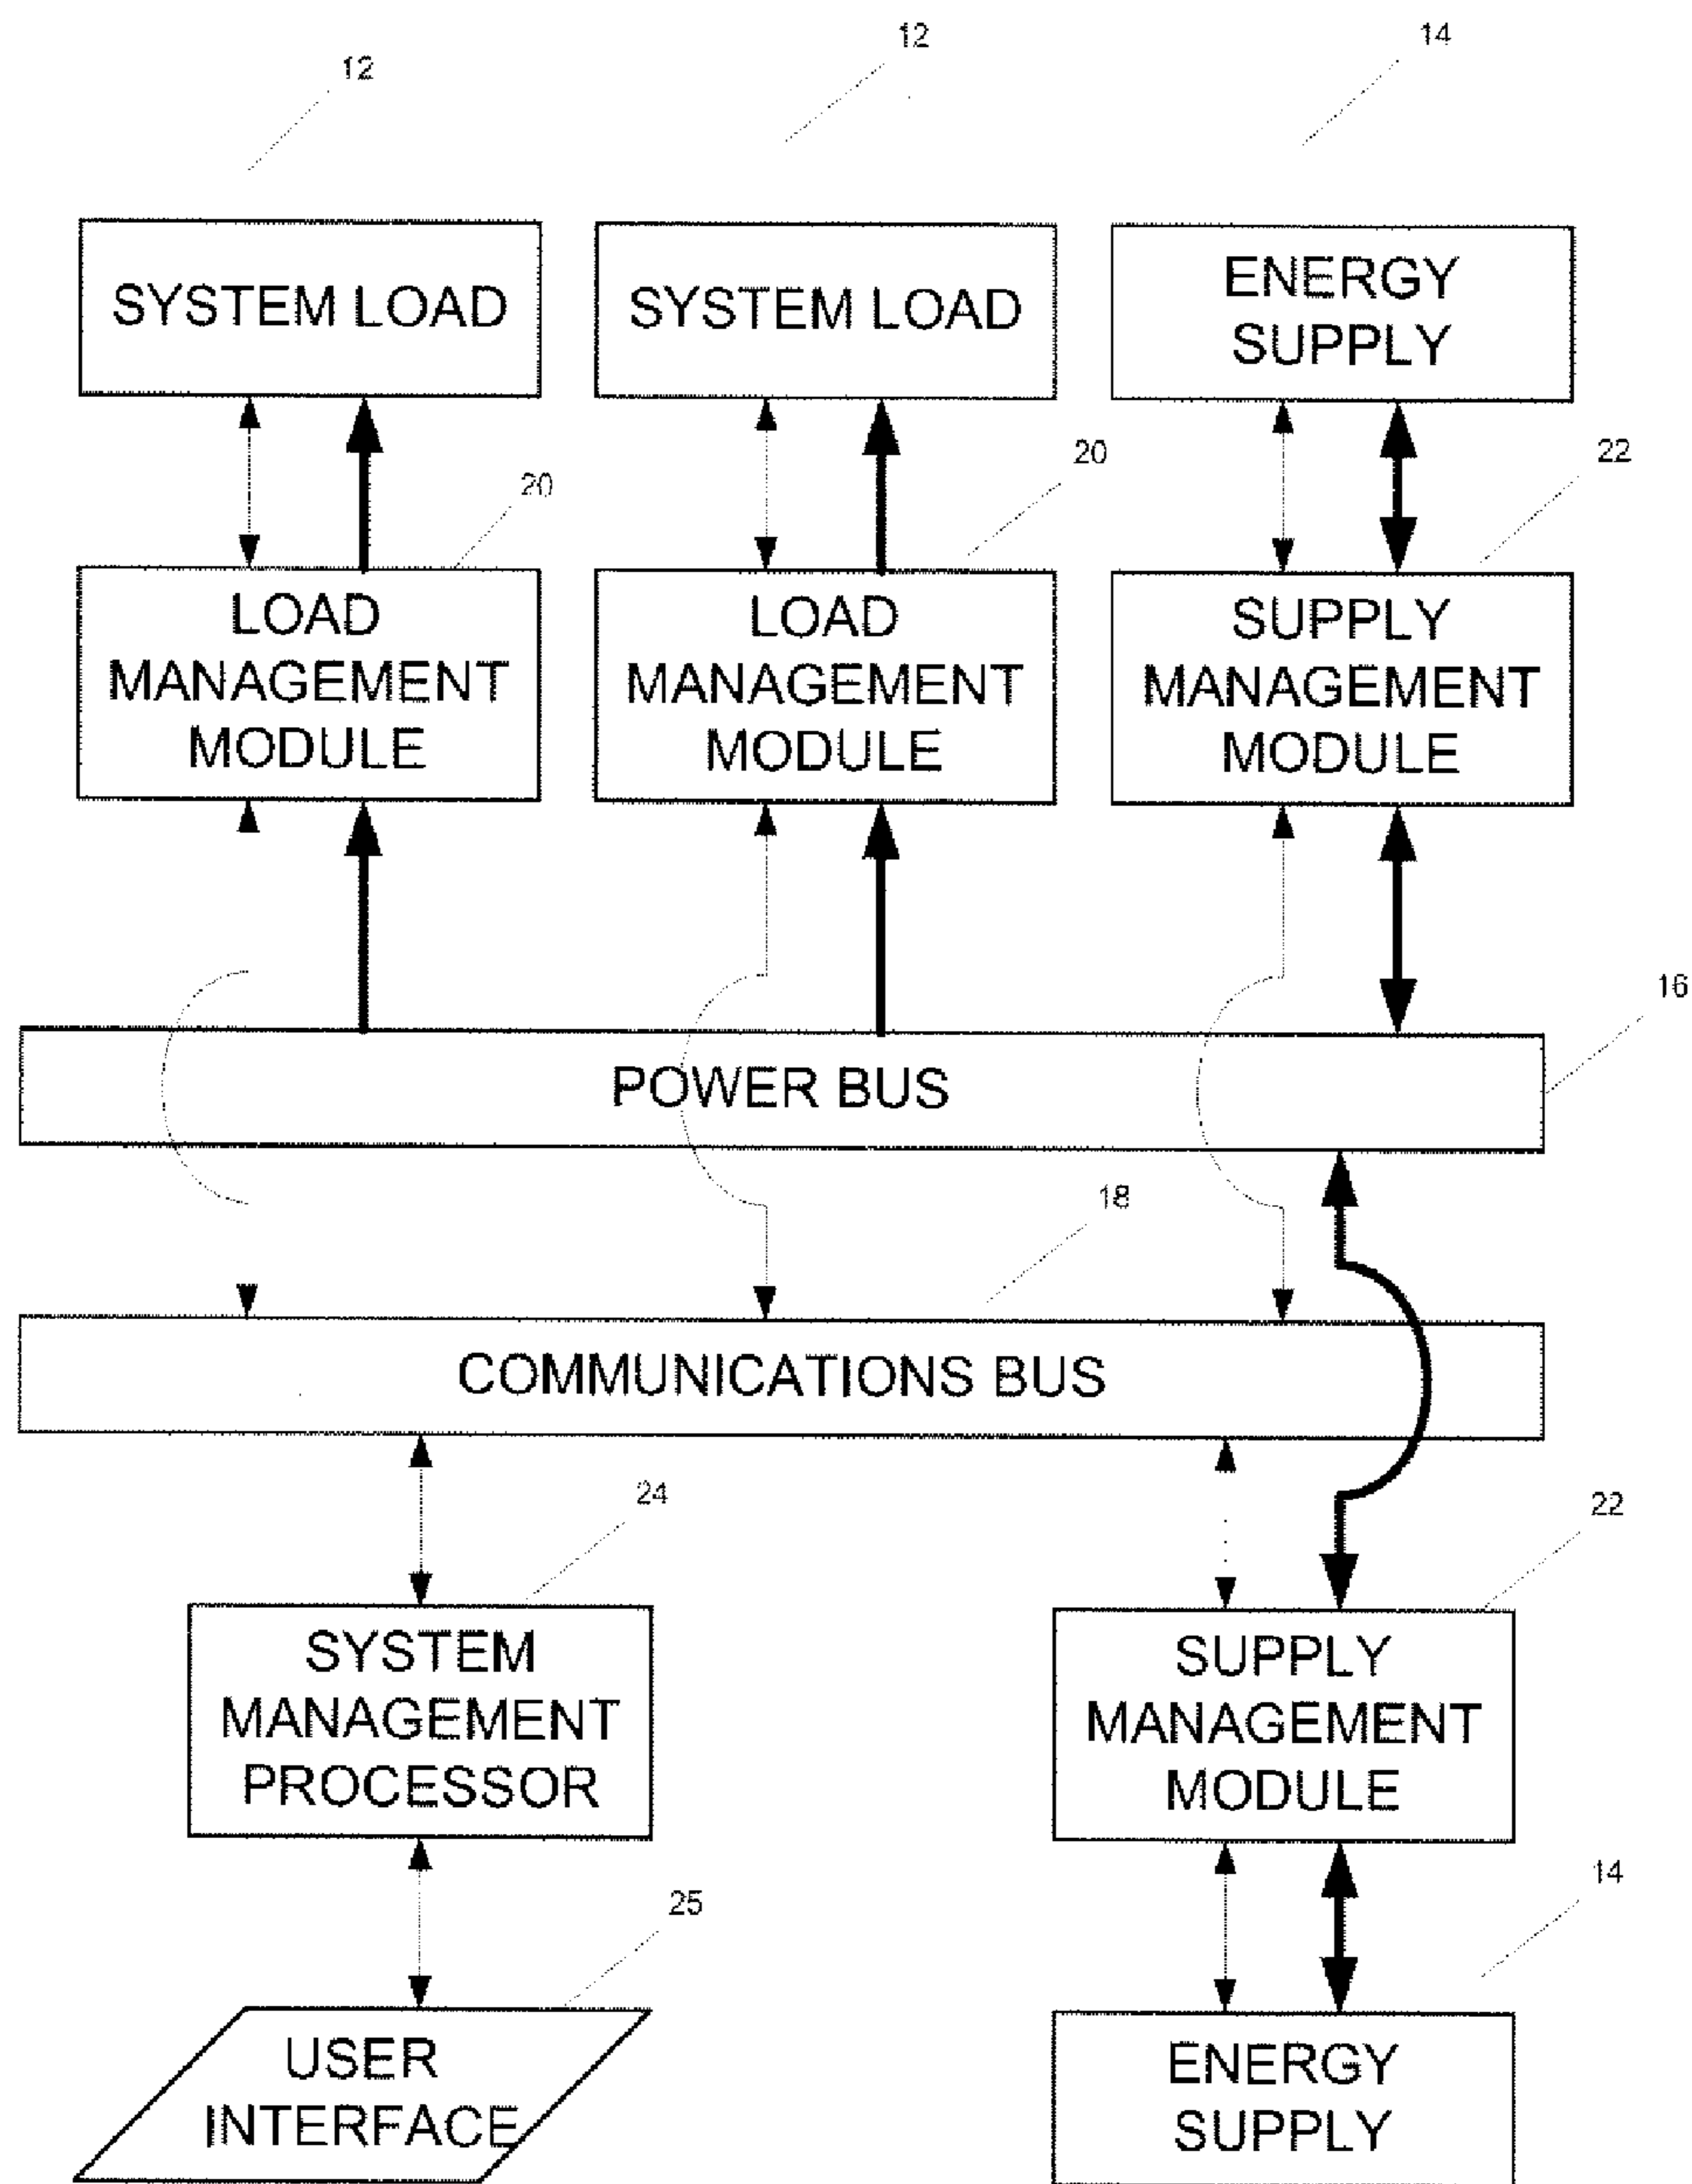 12
12
14
SYSTEM LOAD
SYSTEM LOAD
ENERGY
SUPPLY
20
20
22
LOAD
MANAGEMENT
MODULE
LOAD
MANAGEMENT
MODULE
SUPPLY
MANAGEMENT
MODULE
16
POWER BUS
18
COMMUNICATIONS BUS
24
22
SYSTEM
MANAGEMENT
PROCESSOR
SUPPLY
MANAGEMENT
MODULE
25
14
USER
INTERFACE
ENERGY
SUPPLY